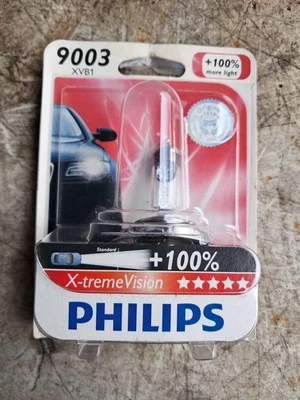 9003
XVB1
+100%
more light
Standard
+100%
X-tremeVision
PHILIPS